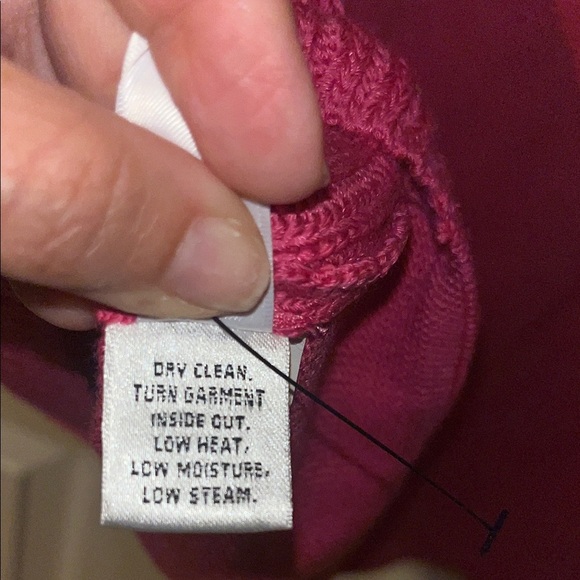 DRY CLEAN.
TURN GARMENT
INSIDE OUT.
LOW HEAT,
LOW MOISTURE,
LOW STEAM.